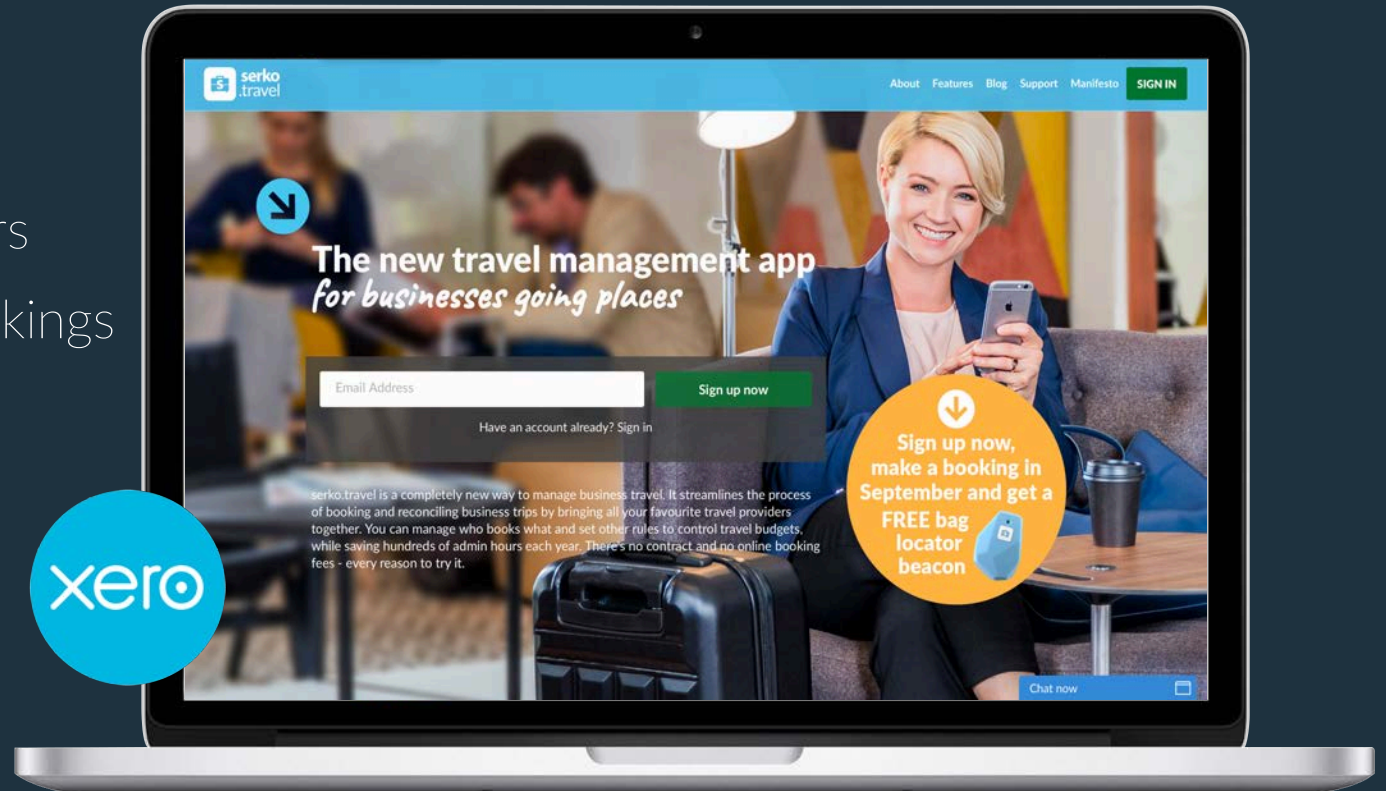 serko
.travel
About Features Blog Support Manifesto SIGN IN
rs
kings
The new travel management app
for businesses going places
Email Address
Sign up now
Have an account already? Sign in
serko.travel is a completely new way to manage business travel. It streamlines the process
of booking and reconciling business trips by bringing all your favourite travel providers
together. You can manage who books what and set other rules to control travel budgets,
while saving hundreds of admin hours each year. There's no contract and no online booking
fees - every reason to try it.
Sign up now,
make a booking in
September and get a
FREE bag
locator
beacon
xero
Chat now